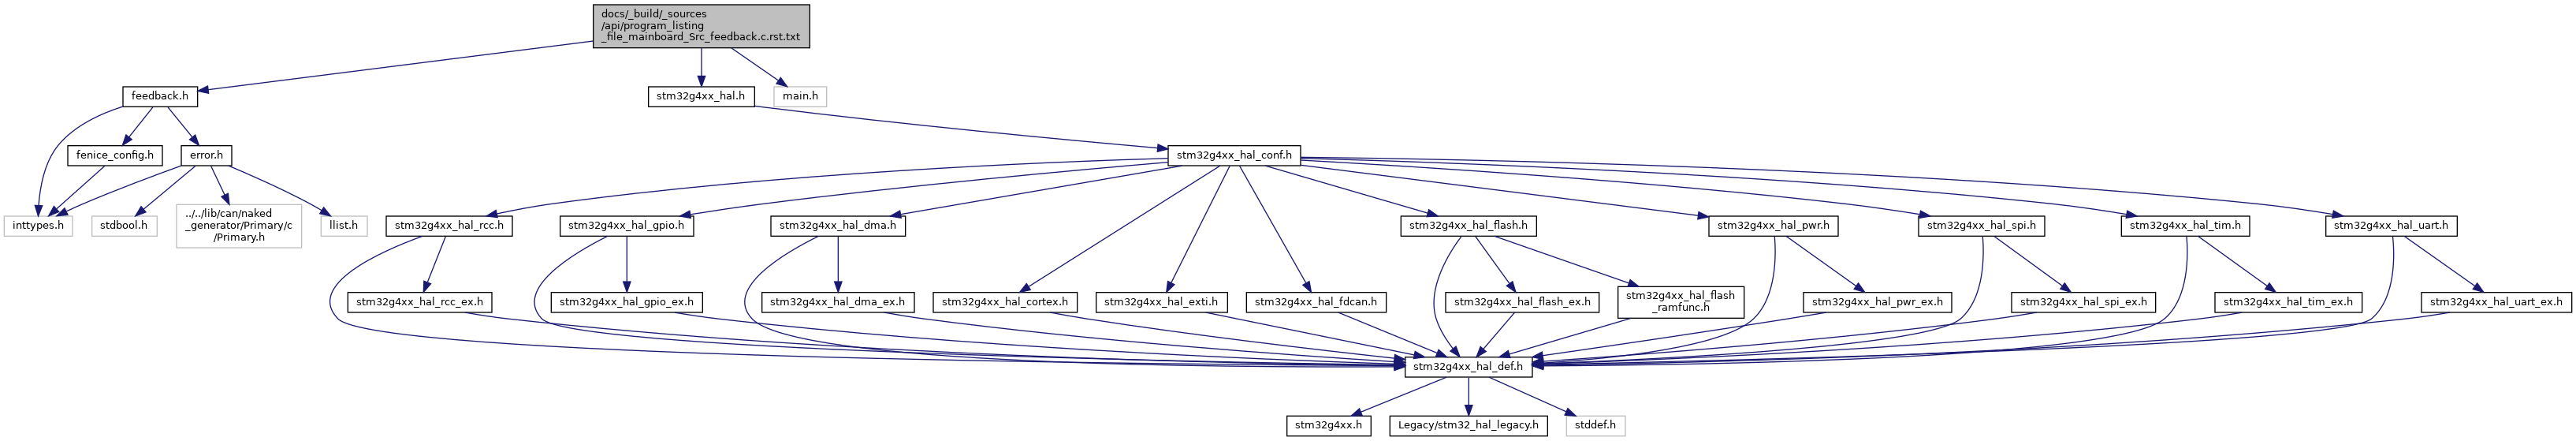 docs/_build/_sources
/api/program_listing
_file_mainboard_Src_feedback.c.rst.txt
feedback.h
stm32g4xx_hal.h
main.h
fenice_config.h
error.h
stm32g4xx_hal_conf.h
inttypes.h
stdbool.h
../../lib/can/naked
_generator/Primary/c
/Primary.h
llist.h
stm32g4xx_hal_rcc.h
stm32g4xx_hal_gpio.h
stm32g4xx_hal_dma.h
stm32g4xx_hal_flash.h
stm32g4xx_hal_pwr.h
stm32g4xx_hal_spi.h
stm32g4xx_hal_tim.h
stm32g4xx_hal_uart.h
stm32g4xx_hal_rcc_ex.h
stm32g4xx_hal_gpio_ex.h
stm32g4xx_hal_dma_ex.h
stm32g4xx_hal_cortex.h
stm32g4xx_hal_exti.h
stm32g4xx_hal_fdcan.h
stm32g4xx_hal_flash_ex.h
stm32g4xx_hal_flash
_ramfunc.h
stm32g4xx_hal_pwr_ex.h
stm32g4xx_hal_spi_ex.h
stm32g4xx_hal_tim_ex.h
stm32g4xx_hal_uart_ex.h
stm32g4xx_hal_def.h
stm32g4xx.h
Legacy/stm32_hal_legacy.h
stddef.h